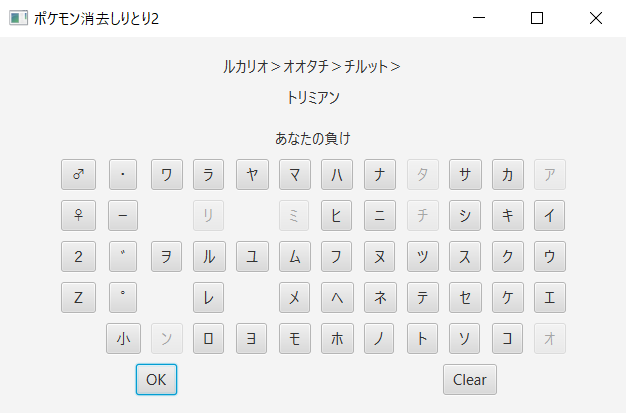 ポケモン消去しりとり2
ルカリオ＞オオタチ＞チルット＞
トリミアン
あなたの負け
♂ ・ ワ ラ ヤ マ ハ ナ タ サ カ ア
♀ ー リ ミ ヒ ニ チ シ キ イ
2 ゛ ヲ ル ユ ム フ ヌ ツ ス ク ウ
Z ゜ レ メ ヘ ネ テ セ ケ エ
小 ン ロ ヨ モ ホ ノ ト ソ コ オ
OK Clear